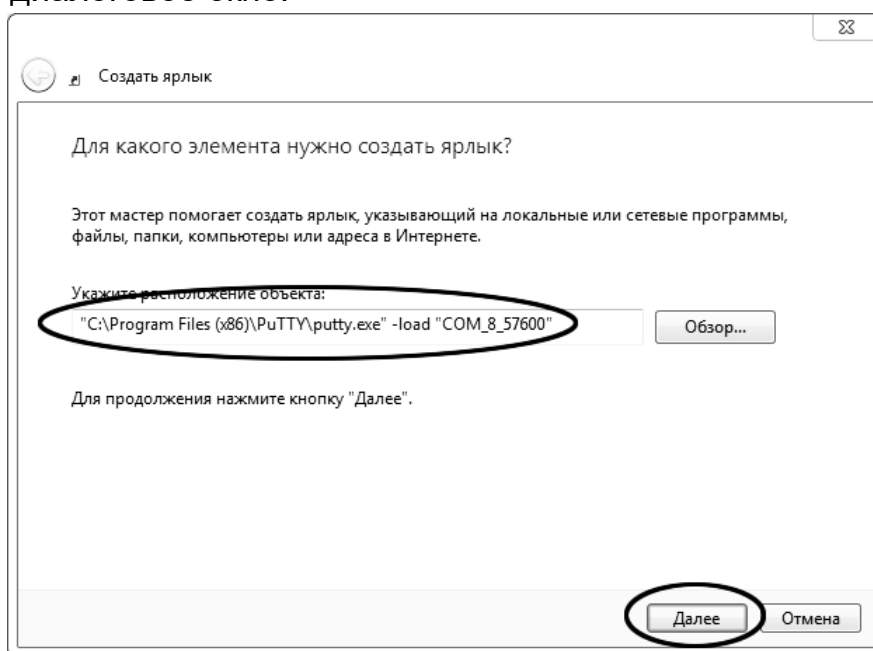 диалоговое окно.
Создать ярлык
Для какого элемента нужно создать ярлык?
Этот мастер помогает создать ярлык, указывающий на локальные или сетевые программы,
файлы, папки, компьютеры или адреса в Интернете.
Укажите расположение объекта:
"C:\Program Files (x86)\PuTTY\putty.exe" -load "COM_8_57600"
Обзор...
Для продолжения нажмите кнопку "Далее".
Далее
Отмена